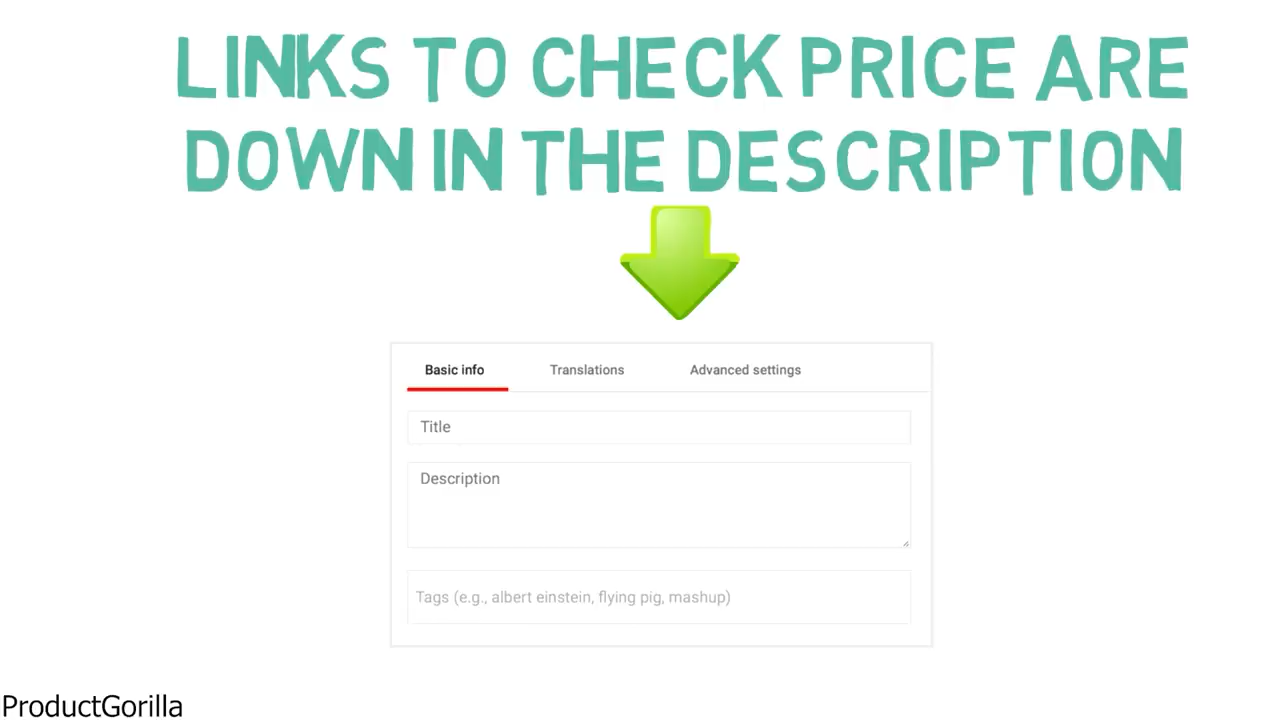 LINKS TO CHECK PRICE ARE
DOWN IN THE DESCRIPTION
Basic info Translations Advanced settings
Title
Description
Tags (e.g., albert einstein, flying pig, mashup)
ProductGorilla